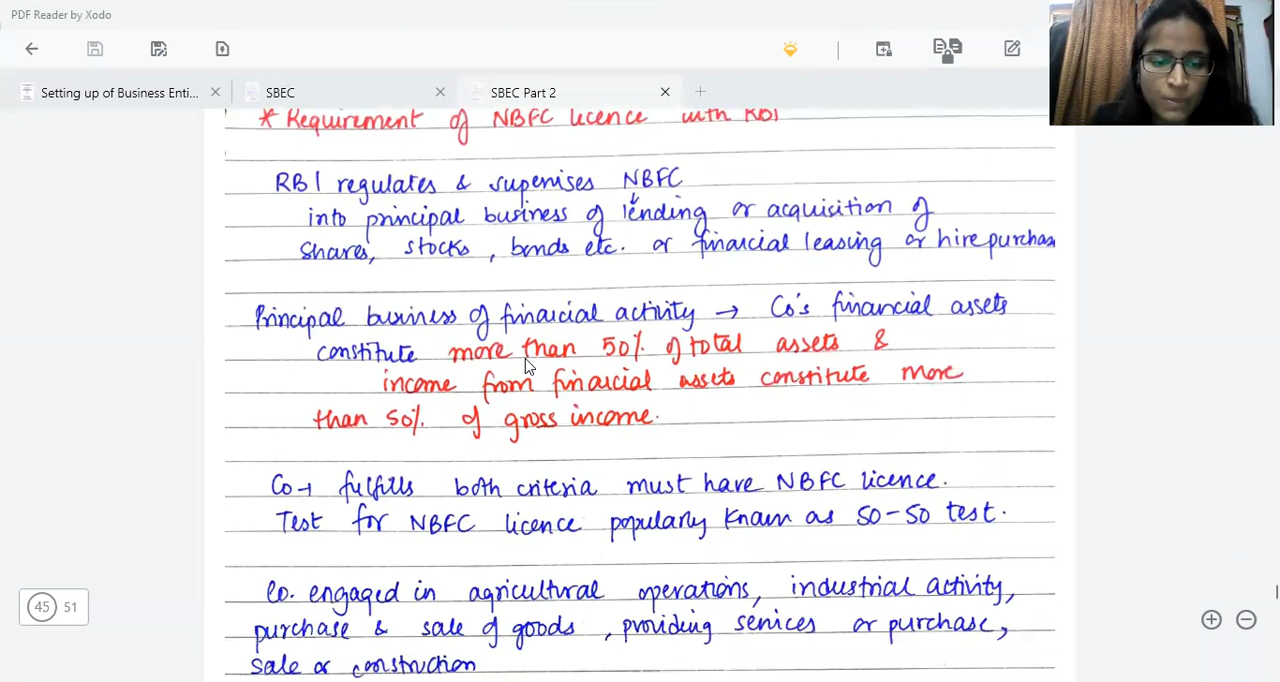 PDF Reader by Xodo
Setting up of Business Enti...
SBEC
SBEC Part 2
* Requirement of NBFC licence with RBI
RBI regulates & supervises NBFC
into principal business of lending or acquisition of
shares, stocks, bonds etc. or financial leasing or hire purchas
Principal business of financial activity → Co's financial assets
constitute more than 50% of total assets &
income from financial assets constitute more
than 50% of gross income.
Co → fulfills both criteria must have NBFC licence.
Test for NBFC licence popularly known as 50-50 test.
Co. engaged in agricultural operations, industrial activity,
purchase & sale of goods, providing services or purchase,
sale or construction
45 51